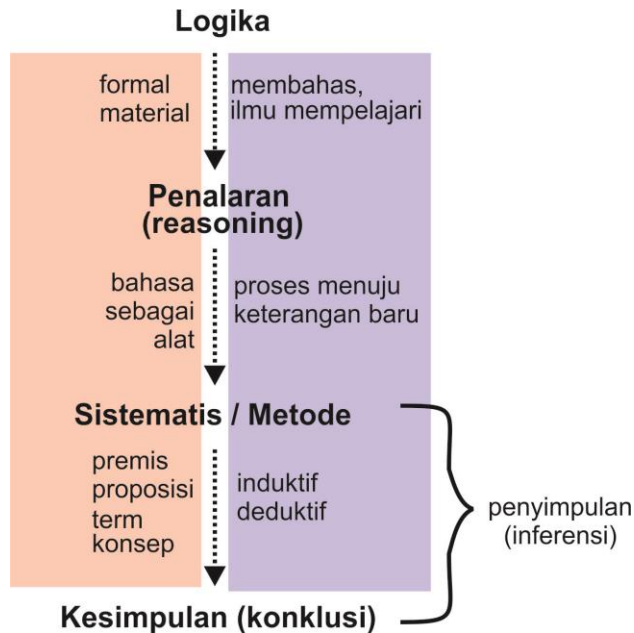 Logika
formal
material
membahas,
ilmu mempelajari
Penalaran
(reasoning)
bahasa
sebagai
alat
proses menuju
keterangan baru
Sistematis / Metode
premis
proposisi
term
konsep
induktif
deduktif
penyimpulan
(inferensi)
Kesimpulan (konklusi)